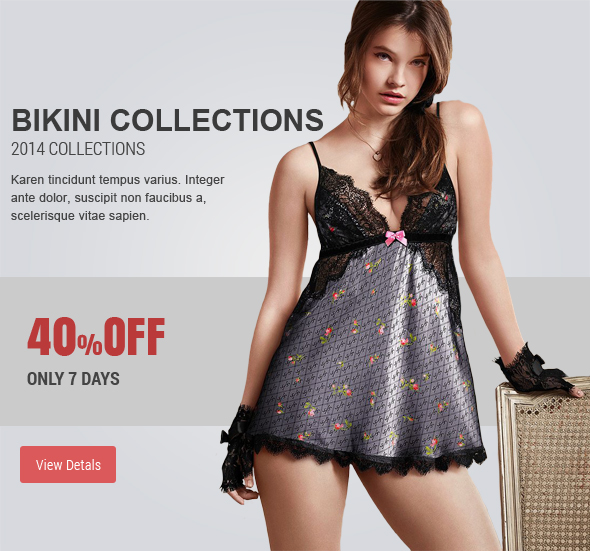 BIKINI COLLECTIONS
2014 COLLECTIONS
Karen tincidunt tempus varius. Integer
ante dolor, suscipit non faucibus a,
scelerisque vitae sapien.
40%OFF
ONLY 7 DAYS
View Detals